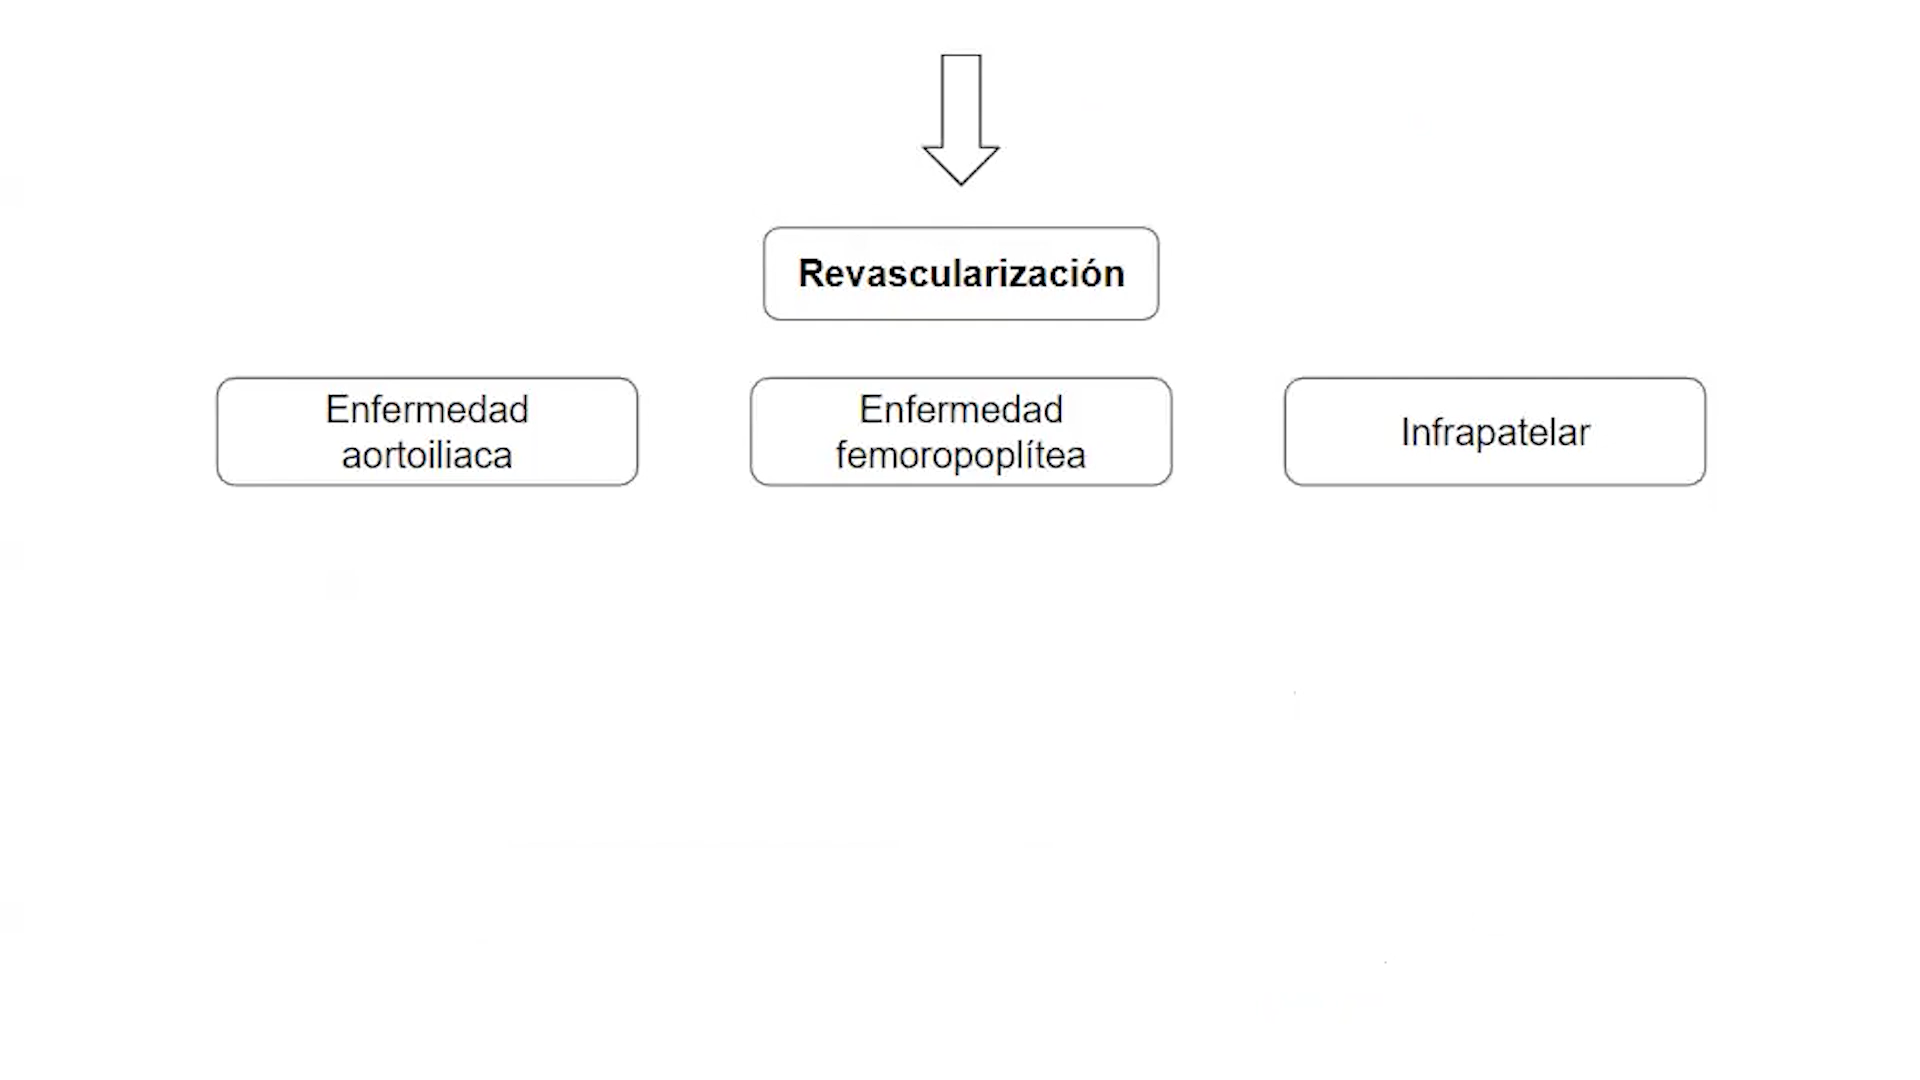 Revascularización
Enfermedad
aortoiliaca
Enfermedad
femoropoplítea
Infrapatelar